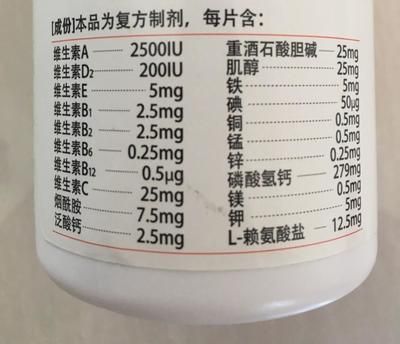 [成份]本品为复方制剂，每片含：
维生素A 2500IU
维生素D2 200IU
维生素E 5mg
维生素B1 2.5mg
维生素B2 2.5mg
维生素B6 0.25mg
维生素B12 0.5μg
维生素C 25mg
烟酰胺 7.5mg
泛酸钙 2.5mg
重酒石酸胆碱 25mg
肌醇 25mg
铁 5mg
碘 50μg
铜 0.5mg
锰 0.5mg
锌 0.25mg
磷酸氢钙 279mg
镁 0.5mg
钾 5mg
L-赖氨酸盐 12.5mg